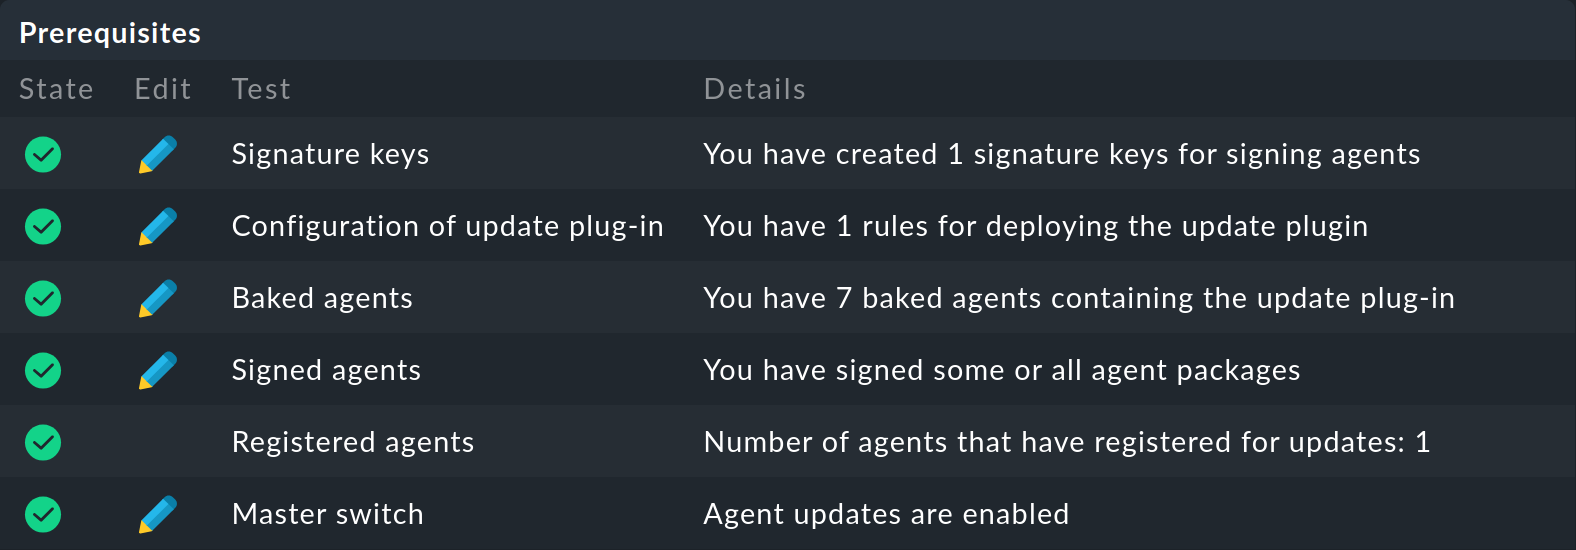 Prerequisites
State Edit Test Details
Signature keys You have created 1 signature keys for signing agents
Configuration of update plug-in You have 1 rules for deploying the update plugin
Baked agents You have 7 baked agents containing the update plug-in
Signed agents You have signed some or all agent packages
Registered agents Number of agents that have registered for updates: 1
Master switch Agent updates are enabled